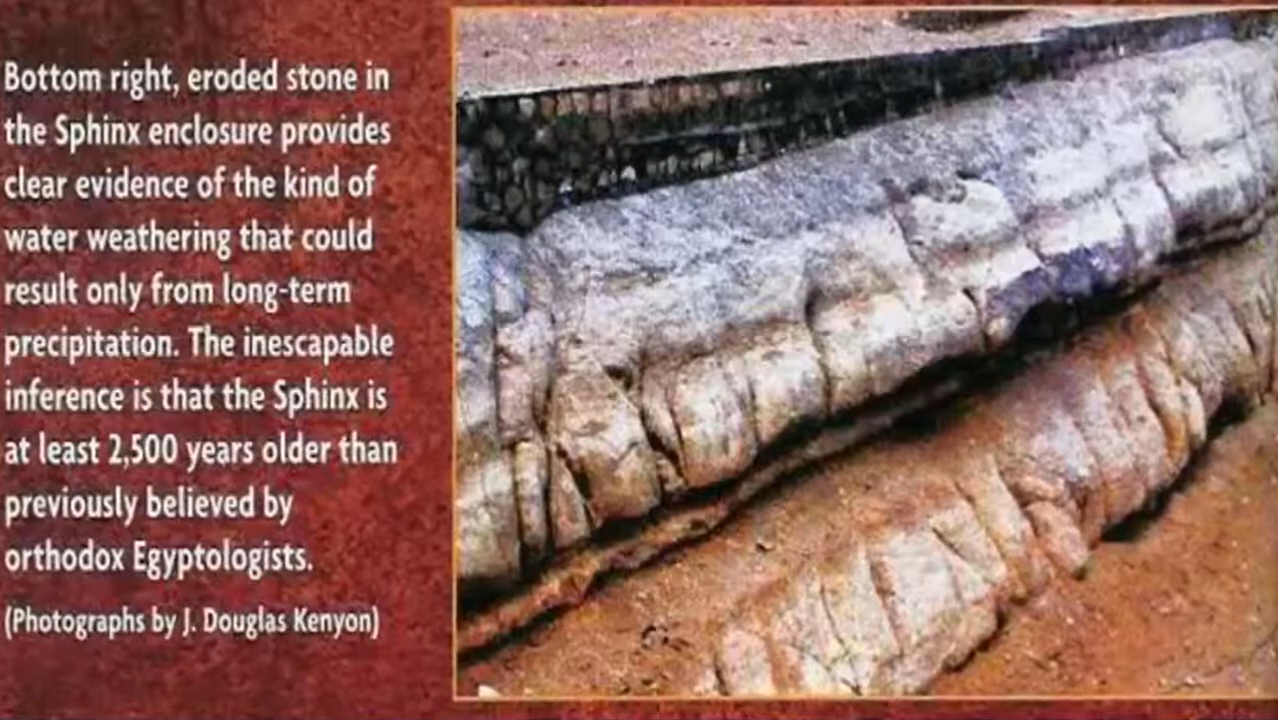 Bottom right, eroded stone in
the Sphinx enclosure provides
clear evidence of the kind of
water weathering that could
result only from long-term
precipitation. The inescapable
inference is that the Sphinx is
at least 2,500 years older than
previously believed by
orthodox Egyptologists.
(Photographs by J. Douglas Kenyon)